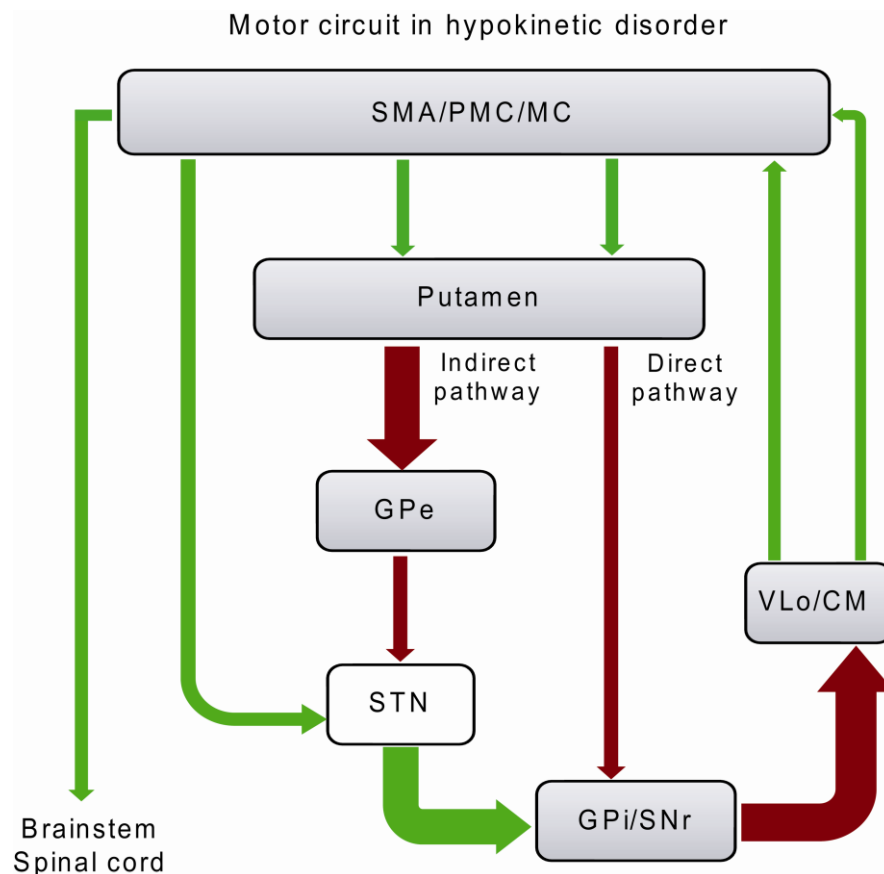 Motor circuit in hypokinetic disorder
SMA/PMC/MC
Putamen
Indirect
pathway
Direct
pathway
GPe
VLo/CM
STN
GPi/SNr
Brainstem
Spinal cord